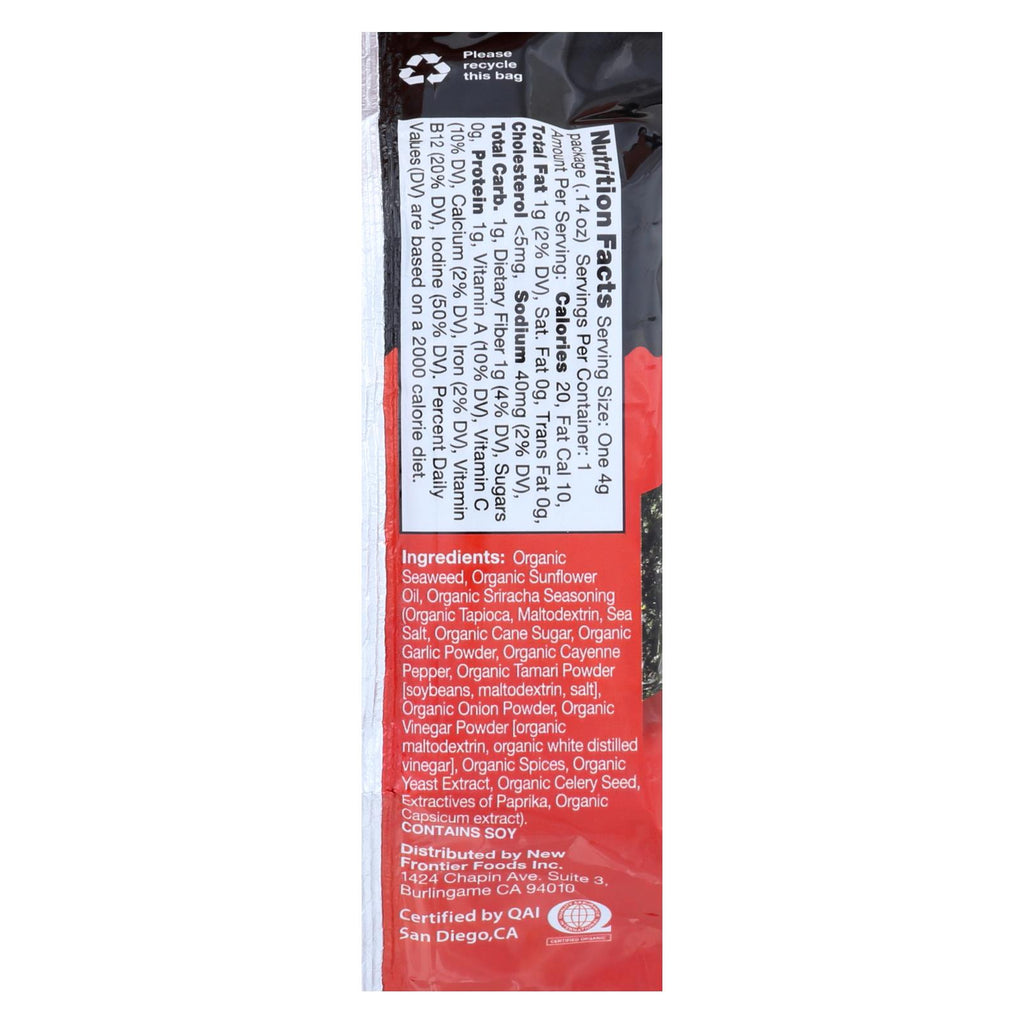 Please
recycle
this bag
Nutrition Facts Serving Size: One 4g
package (.14 oz) Servings Per Container: 1
Amount Per Serving: Calories 20, Fat Cal 10,
Total Fat 1g (2% DV), Sat. Fat 0g, Trans Fat 0g,
Cholesterol <5mg, Sodium 40mg (2% DV),
Total Carb. 1g, Dietary Fiber 1g (4% DV), Sugars
0g, Protein 1g, Vitamin A (10% DV), Vitamin C
(10% DV), Calcium (2% DV), Iron (2% DV), Vitamin
B12 (20% DV), Iodine (50% DV). Percent Daily
Values (DV) are based on a 2000 calorie diet.
Ingredients: Organic
Seaweed, Organic Sunflower
Oil, Organic Sriracha Seasoning
(Organic Tapioca, Maltodextrin, Sea
Salt, Organic Cane Sugar, Organic
Garlic Powder, Organic Cayenne
Pepper, Organic Tamari Powder
[soybeans, maltodextrin, salt],
Organic Onion Powder, Organic
Vinegar Powder [organic
maltodextrin, organic white distilled
vinegar], Organic Spices, Organic
Yeast Extract, Organic Celery Seed,
Extractives of Paprika, Organic
Capsicum extract).
CONTAINS SOY
Distributed by New
Frontier Foods Inc.
1424 Chapin Ave. Suite 3,
Burlingame CA 94010
Certified by QAI
San Diego,CA
CERTIFIED ORGANIC